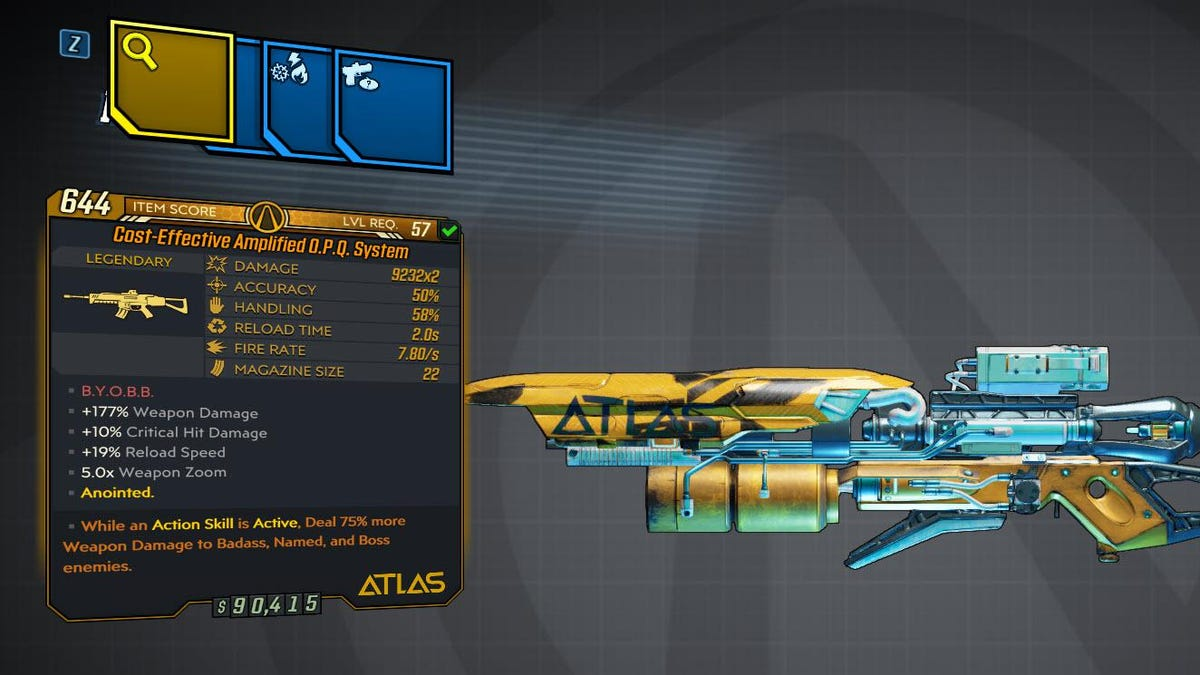 Z
644 ITEM SCORE LVL REQ. 57
Cost-Effective Amplified O.P.Q. System
LEGENDARY
DAMAGE 9232x2
ACCURACY 50%
HANDLING 58%
RELOAD TIME 2.0s
FIRE RATE 7.80/s
MAGAZINE SIZE 22
B.Y.O.B.B.
+177% Weapon Damage
+10% Critical Hit Damage
+19% Reload Speed
5.0x Weapon Zoom
Anointed.
While an Action Skill is Active, Deal 75% more
Weapon Damage to Badass, Named, and Boss
enemies.
ATLAS
$90,415
?
ATLAS